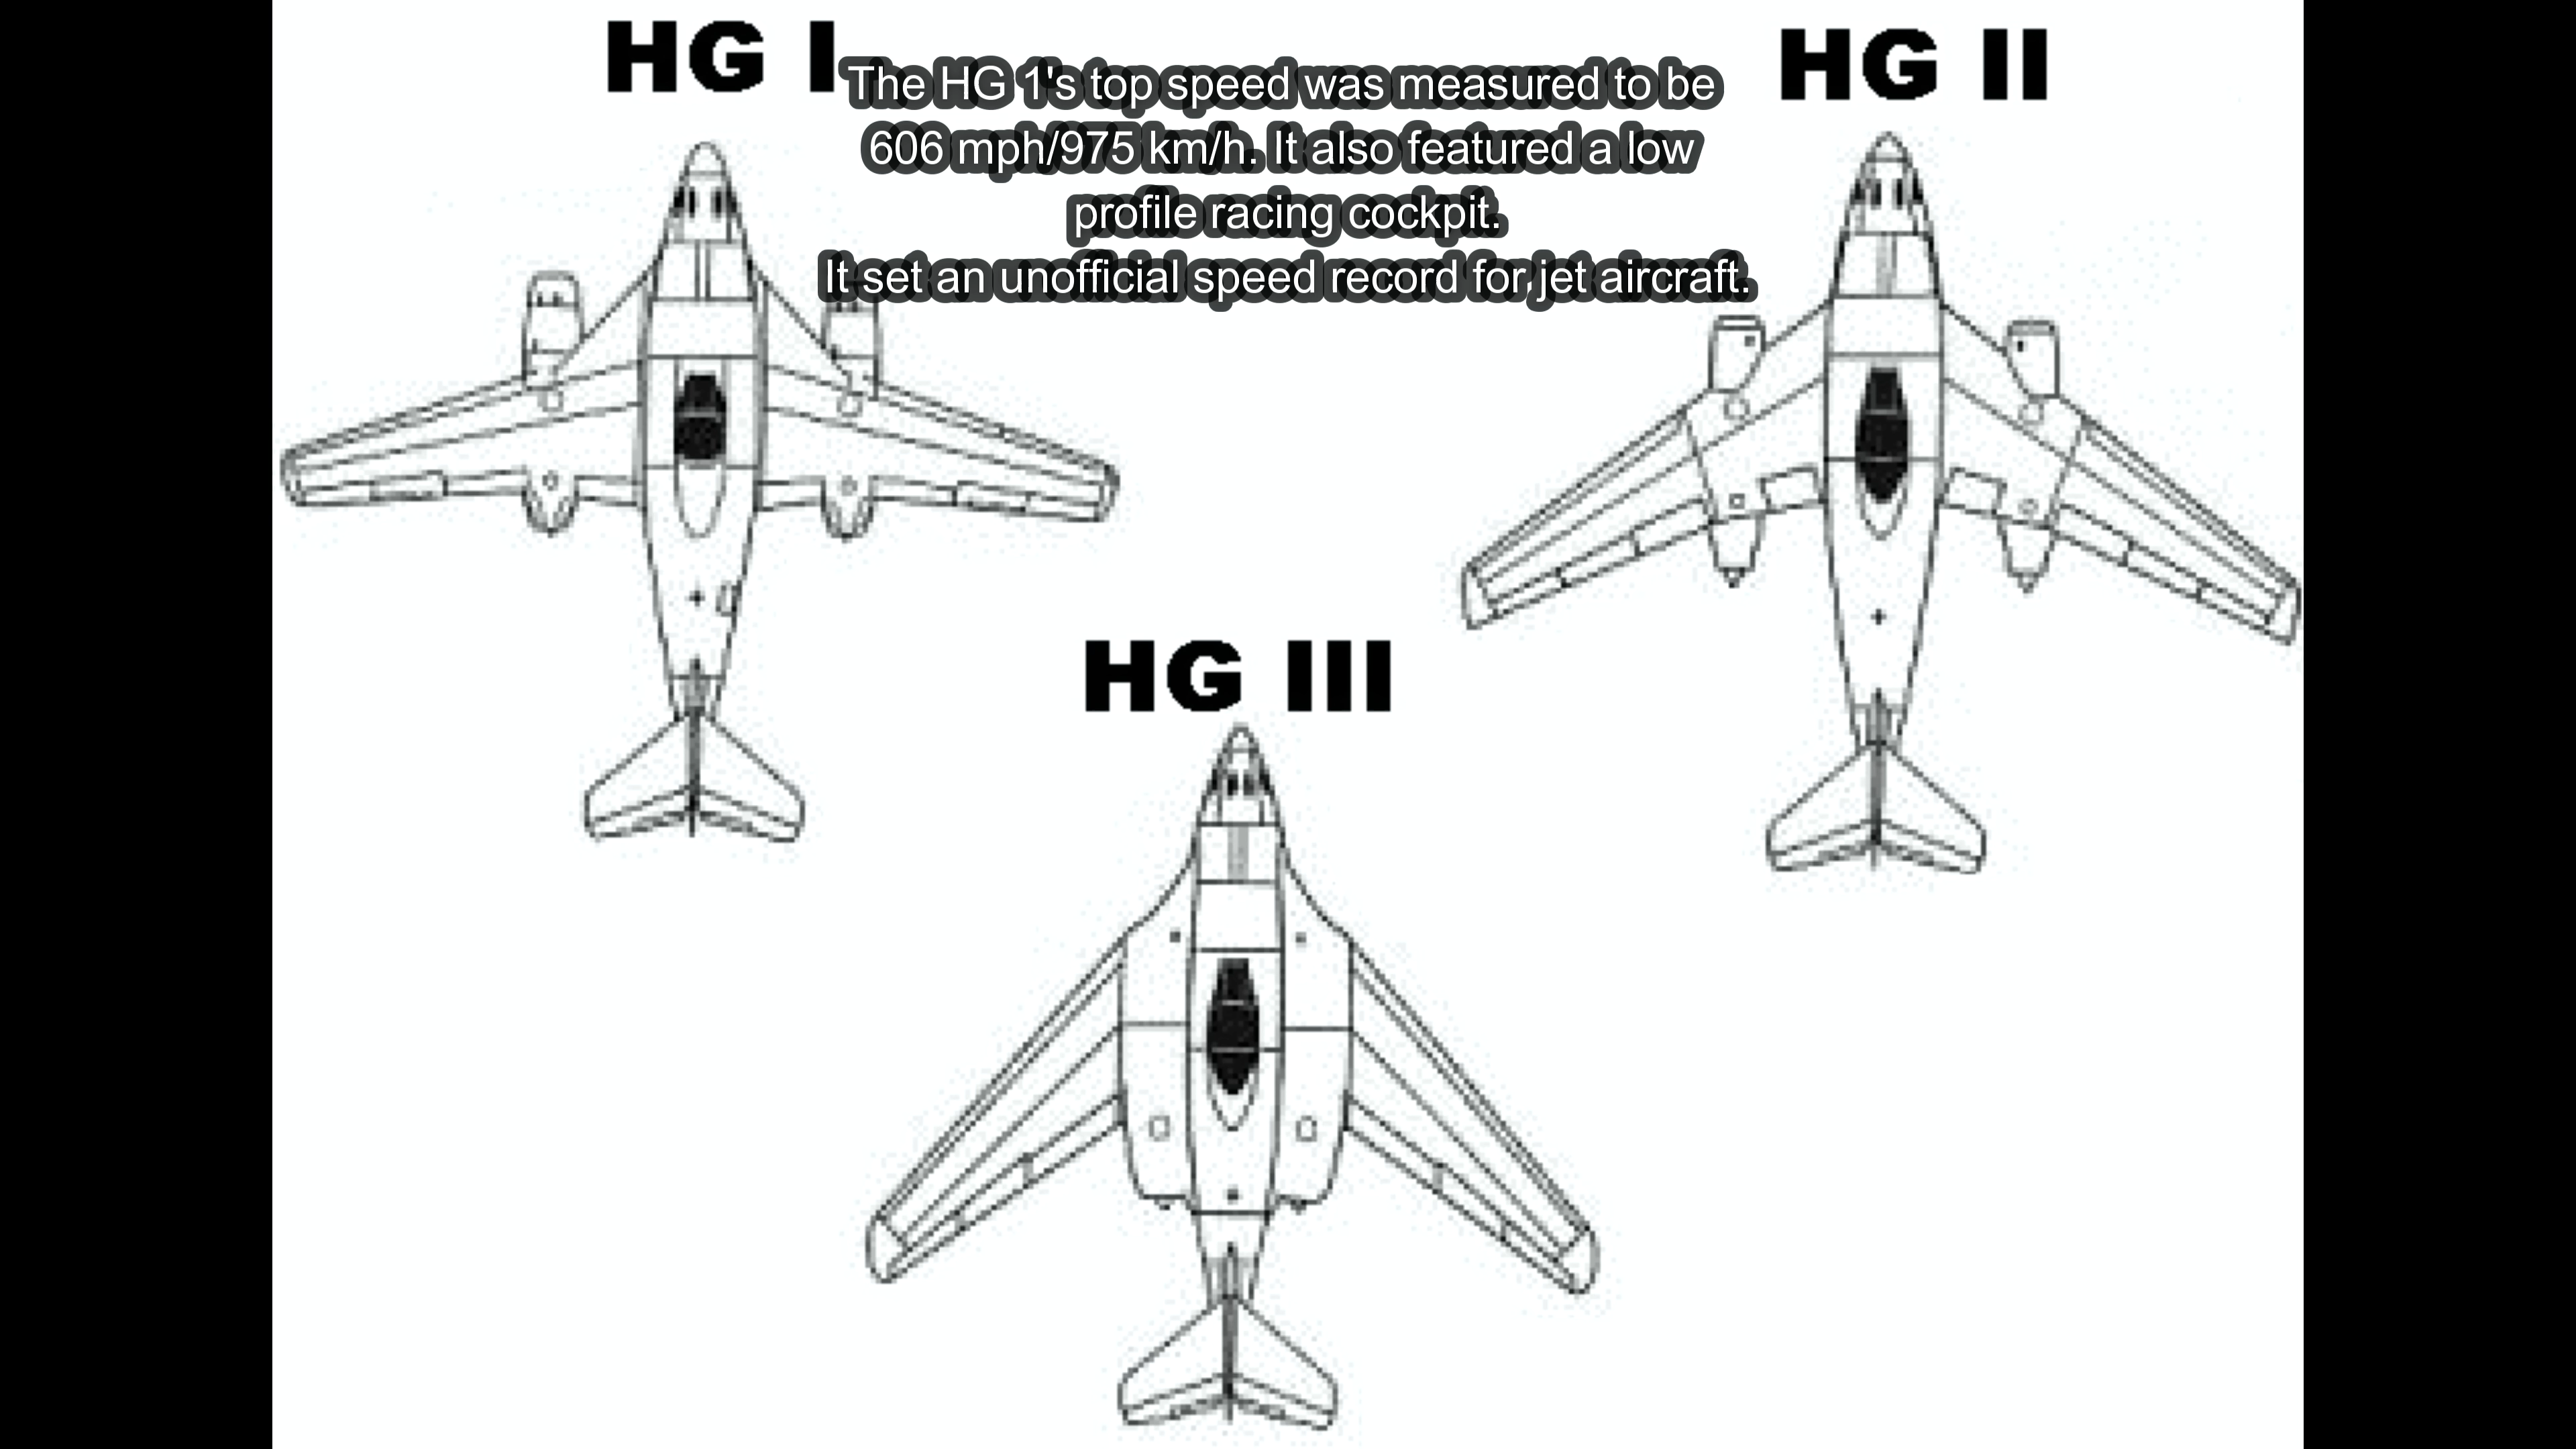 HG I
The HG 1's top speed was measured to be
606 mph/975 km/h. It also featured a low
profile racing cockpit.
It set an unofficial speed record for jet aircraft.
HG II
HG III